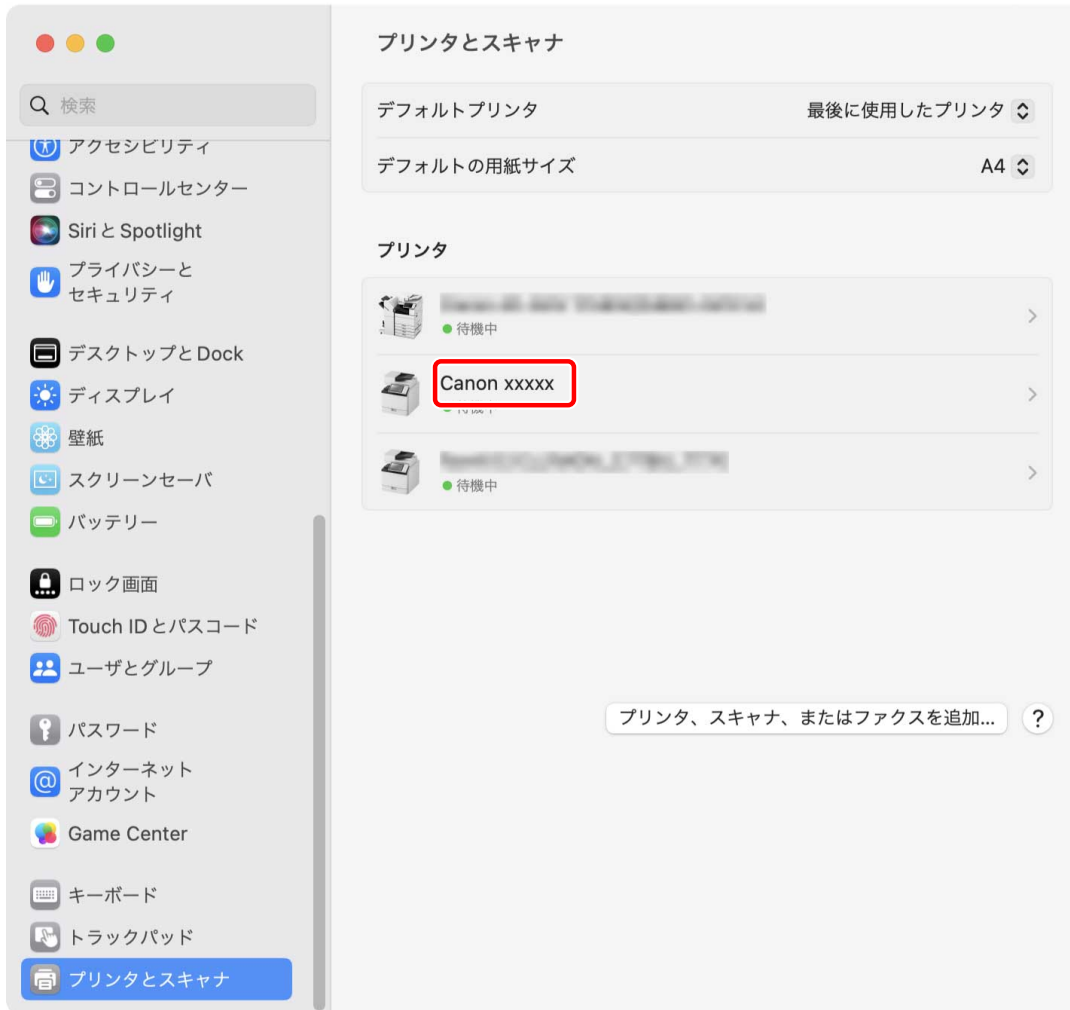 検索
アクセシビリティ
コントロールセンター
Siri と Spotlight
プライバシーと
セキュリティ
デスクトップと Dock
ディスプレイ
壁紙
スクリーンセーバ
バッテリー
ロック画面
Touch ID とパスコード
ユーザとグループ
パスワード
インターネット
アカウント
Game Center
キーボード
トラックパッド
プリンタとスキャナ
プリンタとスキャナ
デフォルトプリンタ 最後に使用したプリンタ
デフォルトの用紙サイズ A4
プリンタ
待機中
Canon xxxxx
待機中
待機中
プリンタ、スキャナ、またはファクスを追加...
?